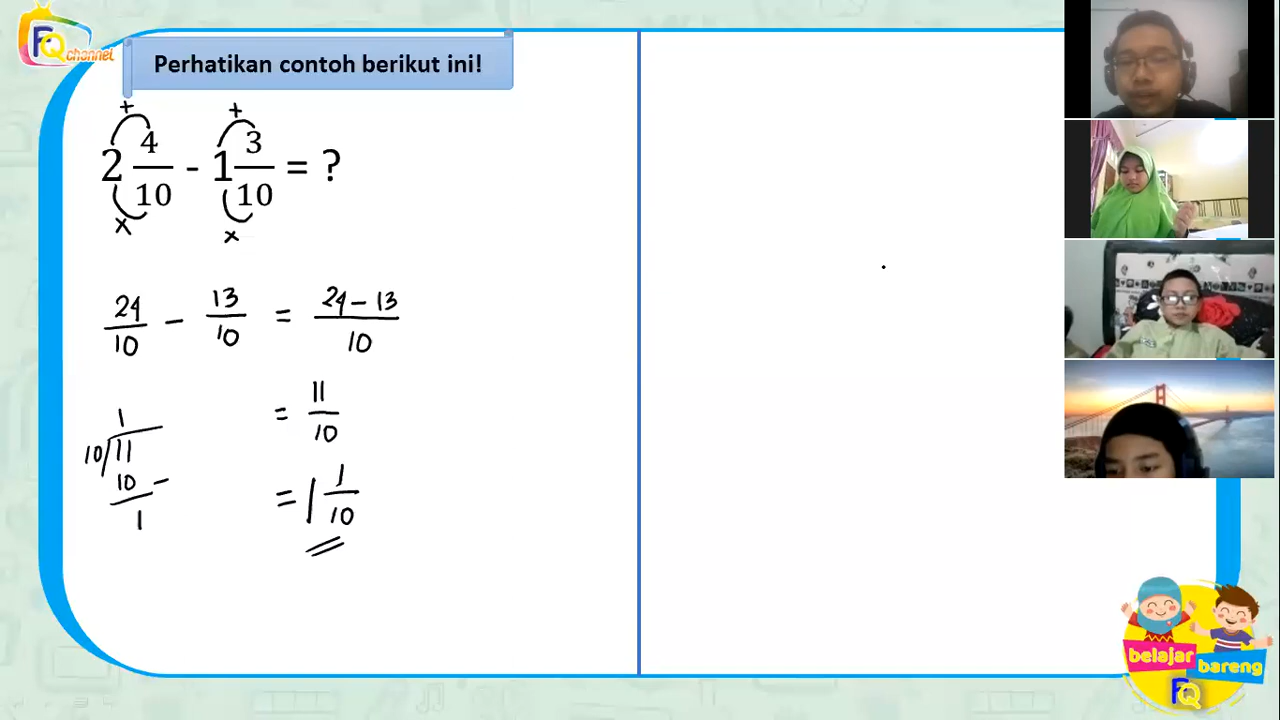 FQ channel
Perhatikan contoh berikut ini!
+ +
2 4/10 - 1 3/10 = ?
x x
24/10 - 13/10 = 24 - 13/10
= 11/10
1
10 11
10 -
1
= 1 1/10
belajar
bareng
FQ